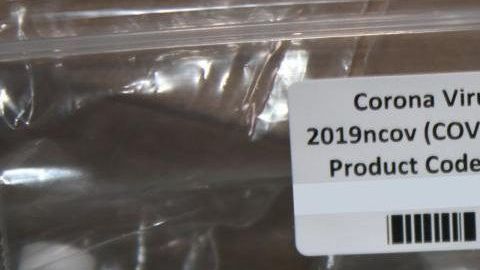 Corona Viru
2019ncov (COV
Product Code